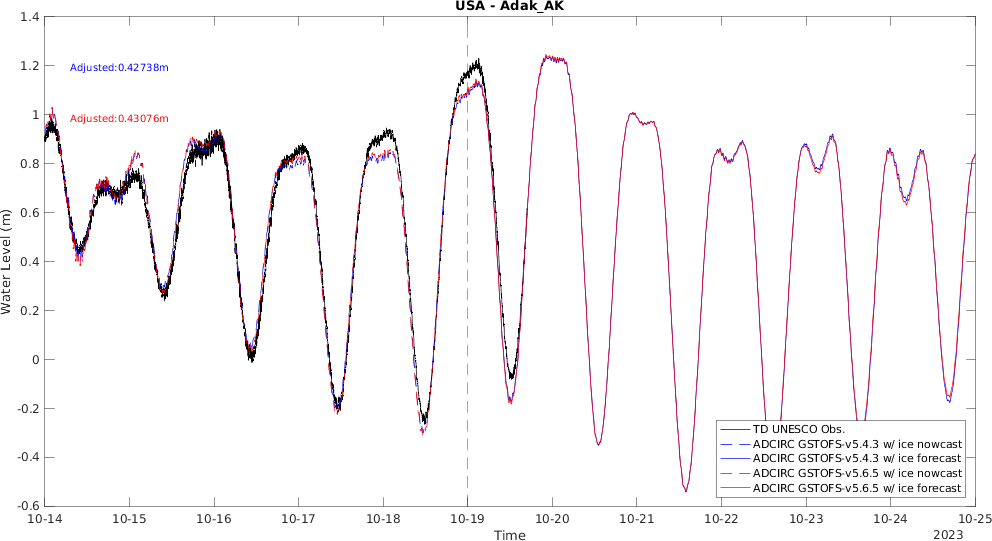 USA - Adak_AK
1.4
1.2
1
0.8
0.6
0.4
0.2
0
-0.2
-0.4
-0.6
Water Level (m)
Adjusted:0.42738m
Adjusted:0.43076m
TD UNESCO Obs.
ADCIRC GSTOFS-v5.4.3 w/ ice nowcast
ADCIRC GSTOFS-v5.4.3 w/ ice forecast
ADCIRC GSTOFS-v5.6.5 w/ ice nowcast
ADCIRC GSTOFS-v5.6.5 w/ ice forecast
10-14 10-15 10-16 10-17 10-18 10-19 10-20 10-21 10-22 10-23 10-24 10-25
Time
2023